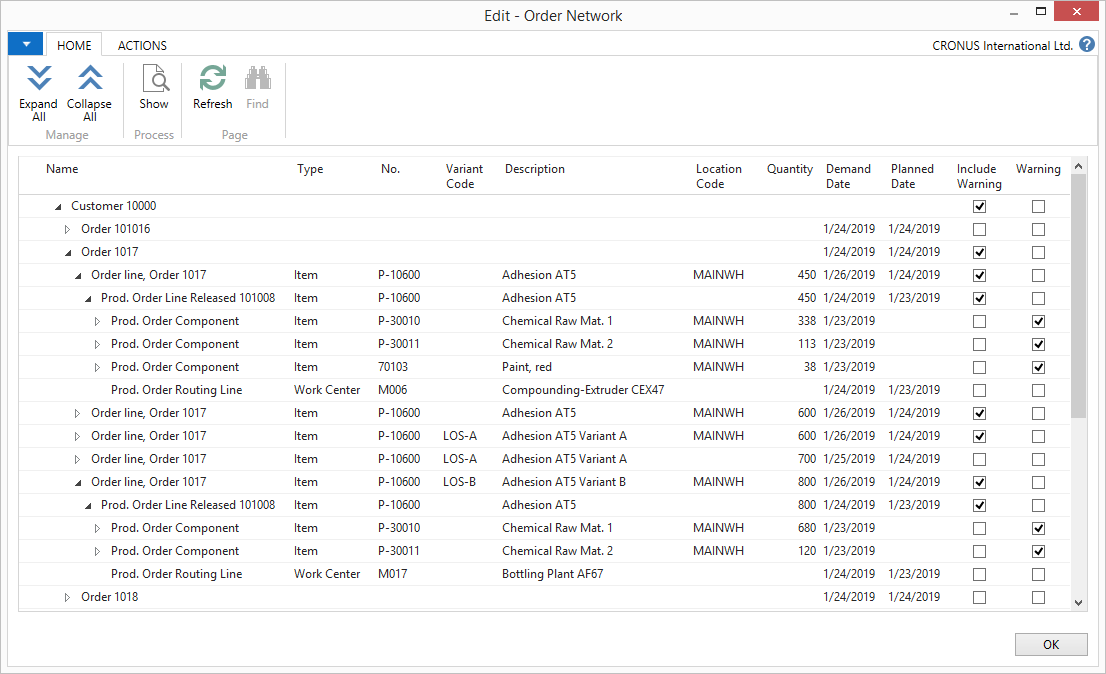 Edit - Order Network
HOME ACTIONS CRONUS International Ltd. ?
Expand All Collapse All Show Refresh Find
Manage Process Page
Name Type No. Variant Code Description Location Code Quantity Demand Date Planned Date Include Warning Warning
Customer 10000
Order 101016 1/24/2019 1/24/2019
Order 1017 1/24/2019 1/24/2019
Order line, Order 1017 Item P-10600 Adhesion AT5 MAINWH 450 1/26/2019 1/24/2019
Prod. Order Line Released 101008 Item P-10600 Adhesion AT5 450 1/24/2019 1/23/2019
Prod. Order Component Item P-30010 Chemical Raw Mat. 1 MAINWH 338 1/23/2019
Prod. Order Component Item P-30011 Chemical Raw Mat. 2 MAINWH 113 1/23/2019
Prod. Order Component Item 70103 Paint, red MAINWH 38 1/23/2019
Prod. Order Routing Line Work Center M006 Compounding-Extruder CEX47 1/24/2019 1/23/2019
Order line, Order 1017 Item P-10600 Adhesion AT5 MAINWH 600 1/26/2019 1/24/2019
Order line, Order 1017 Item P-10600 LOS-A Adhesion AT5 Variant A MAINWH 600 1/26/2019 1/24/2019
Order line, Order 1017 Item P-10600 LOS-A Adhesion AT5 Variant A 700 1/25/2019 1/24/2019
Order line, Order 1017 Item P-10600 LOS-B Adhesion AT5 Variant B MAINWH 800 1/26/2019 1/24/2019
Prod. Order Line Released 101008 Item P-10600 Adhesion AT5 800 1/24/2019 1/23/2019
Prod. Order Component Item P-30010 Chemical Raw Mat. 1 MAINWH 680 1/23/2019
Prod. Order Component Item P-30011 Chemical Raw Mat. 2 MAINWH 120 1/23/2019
Prod. Order Routing Line Work Center M017 Bottling Plant AF67 1/24/2019 1/23/2019
Order 1018 1/24/2019 1/24/2019
OK